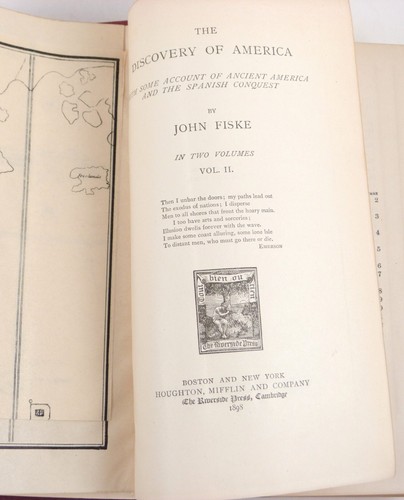 THE
DISCOVERY OF AMERICA
SOME ACCOUNT OF ANCIENT AMERICA
AND THE SPANISH CONQUEST
BY
JOHN FISKE
IN TWO VOLUMES
VOL. II.
Then I unbar the doors; my paths lead out
The exodus of nations; I disperse
Men to all shores that front the hoary main.
I too have arts and sorceries;
Illusion dwells forever with the wave.
I make some coast alluring, some lone isle
To distant men, who must go there or die.
EMERSON
Tout bien ou rien
The Riverside Press
BOSTON AND NEW YORK
HOUGHTON, MIFFLIN AND COMPANY
The Riverside Press, Cambridge
1898